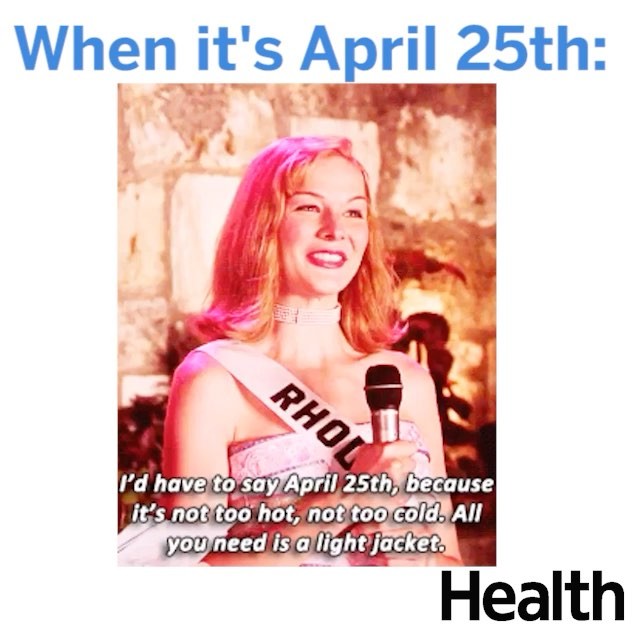 When it's April 25th:
RHOD
I'd have to say April 25th, because
it's not too hot, not too cold. All
you need is a light jacket.
Health